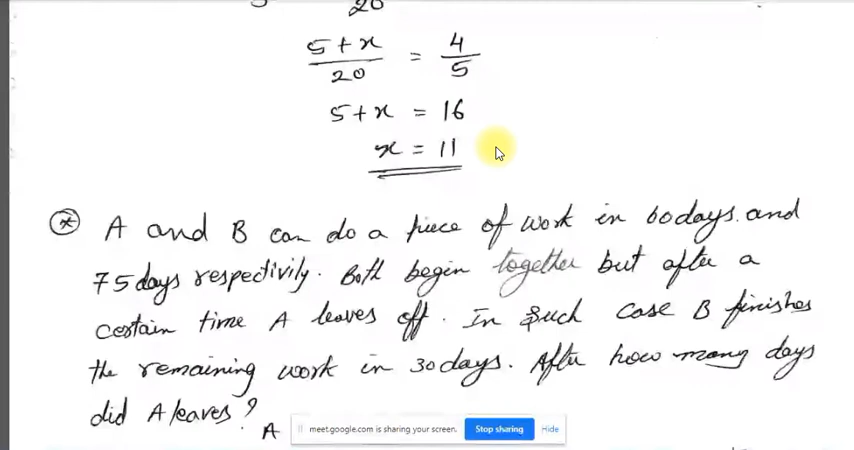 20
5+x/20 = 4/5
5+x = 16
x = 11
* A and B can do a piece of work in 60days. and
75days respectivily. Both begin together but after a
certain time A leaves off. In such case B finishes
the remaining work in 30days. After how many days
did A leaves?
A
meet.google.com is sharing your screen. Stop sharing Hide